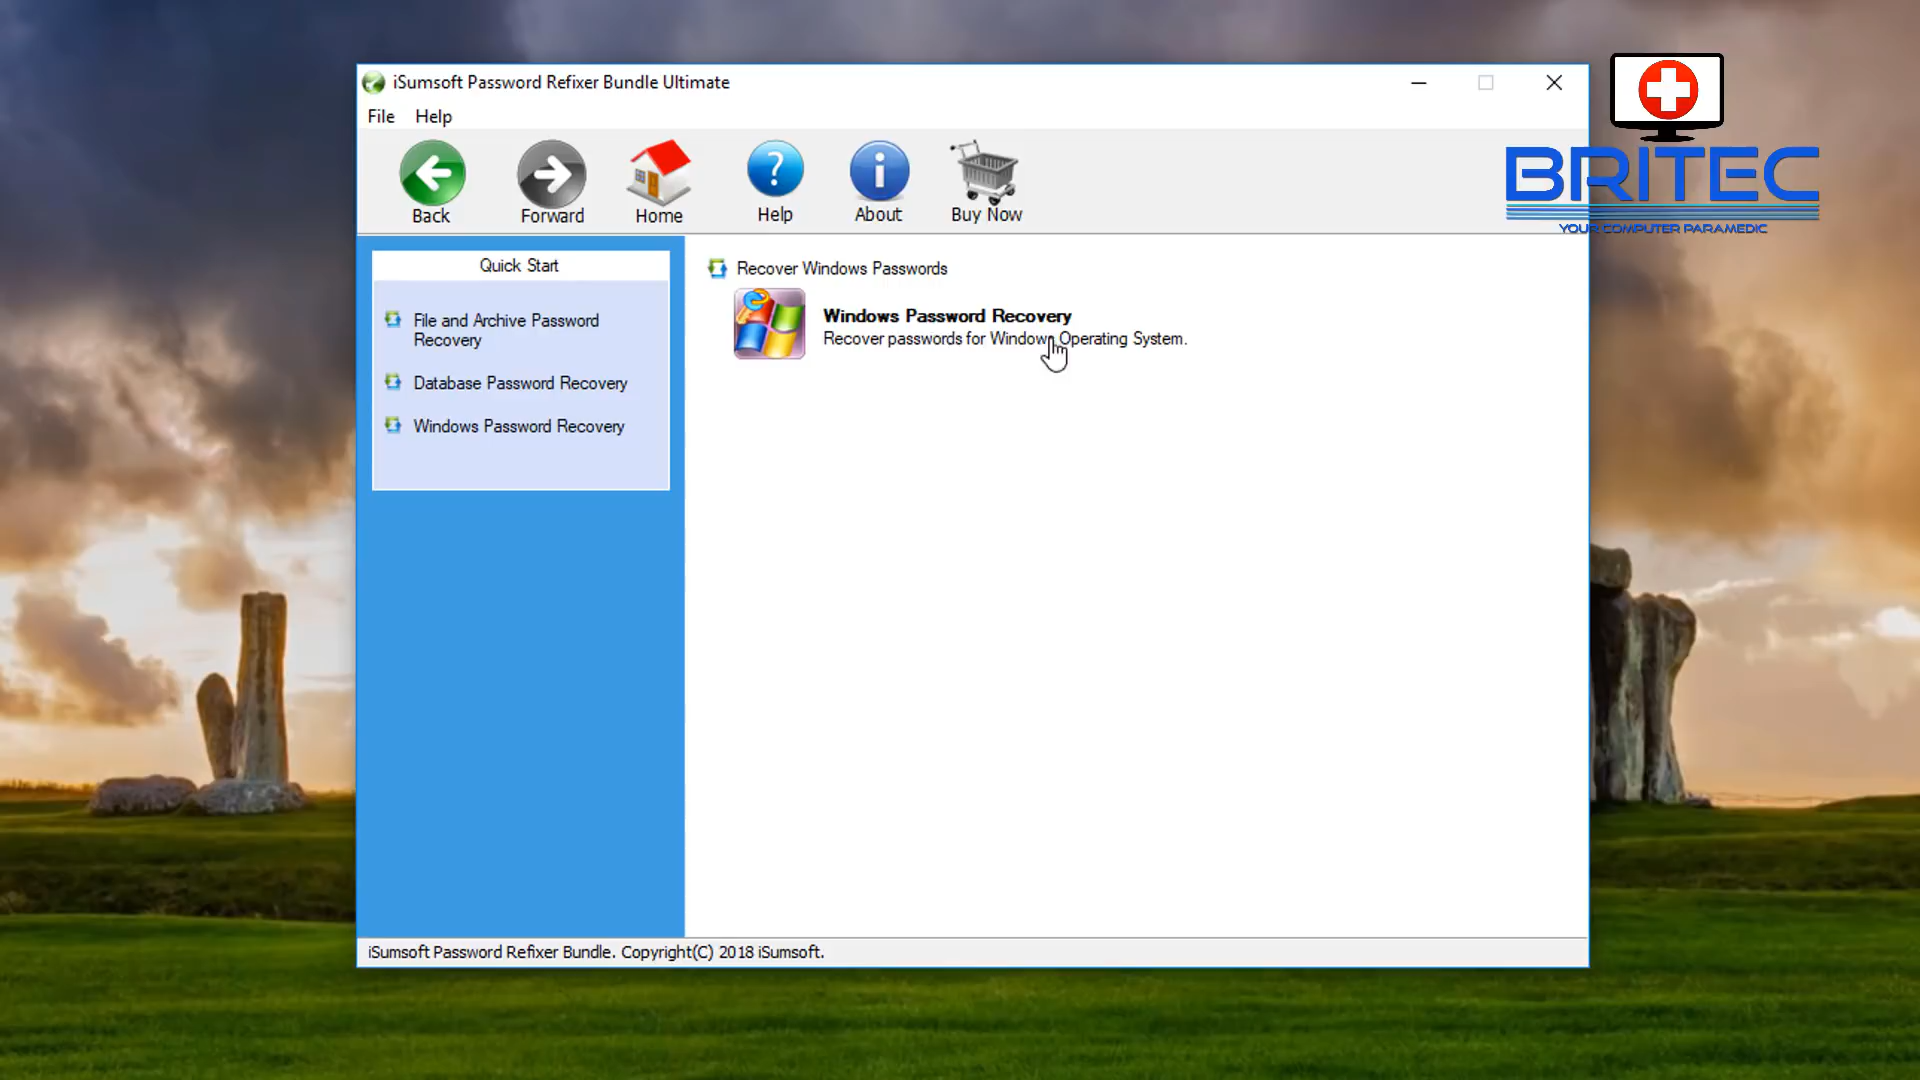 iSumsoft Password Refixer Bundle Ultimate
File Help
Back Forward Home Help About Buy Now
BRITEC
YOUR COMPUTER PARAMEDIC
Quick Start
File and Archive Password
Recovery
Database Password Recovery
Windows Password Recovery
Recover Windows Passwords
Windows Password Recovery
Recover passwords for Window Operating System.
iSumsoft Password Refixer Bundle. Copyright(C) 2018 iSumsoft.